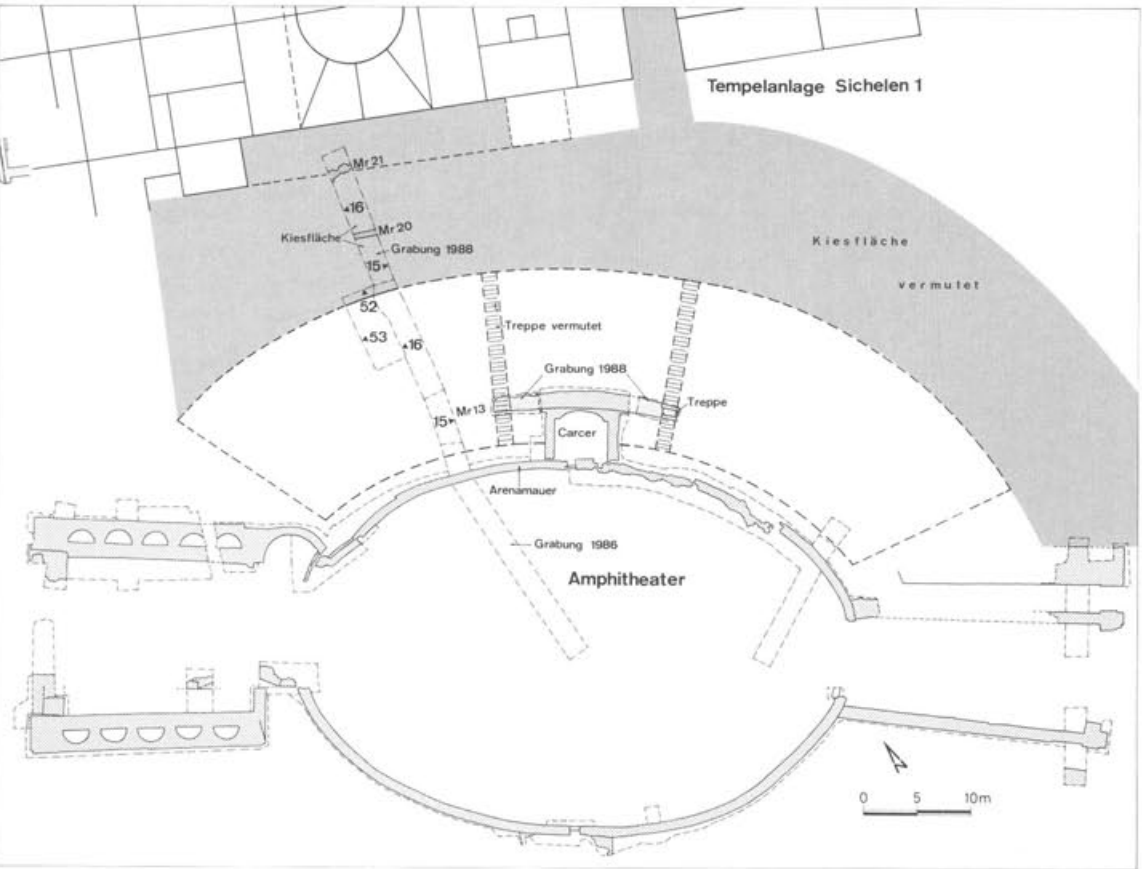 Tempelanlage Sichelen 1
Mr 21
16
Mr 20
Kiesfläche
Grabung 1988
15
Kiesfläche
vermutet
52
53
16
Treppe vermutet
Grabung 1988
Treppe
Mr 13
15
Carcer
Arenamauer
Grabung 1986
Amphitheater
0 5 10m